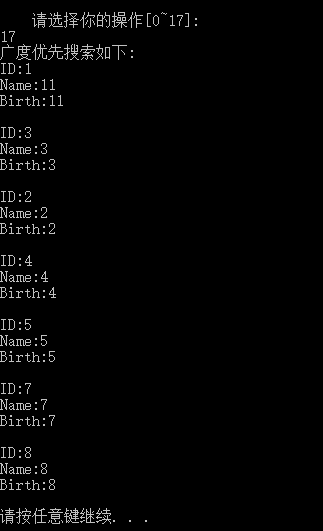 请选择你的操作[0~17]:
17
广度优先搜索如下:
ID:1
Name:11
Birth:11
ID:3
Name:3
Birth:3
ID:2
Name:2
Birth:2
ID:4
Name:4
Birth:4
ID:5
Name:5
Birth:5
ID:7
Name:7
Birth:7
ID:8
Name:8
Birth:8
请按任意键继续. . .